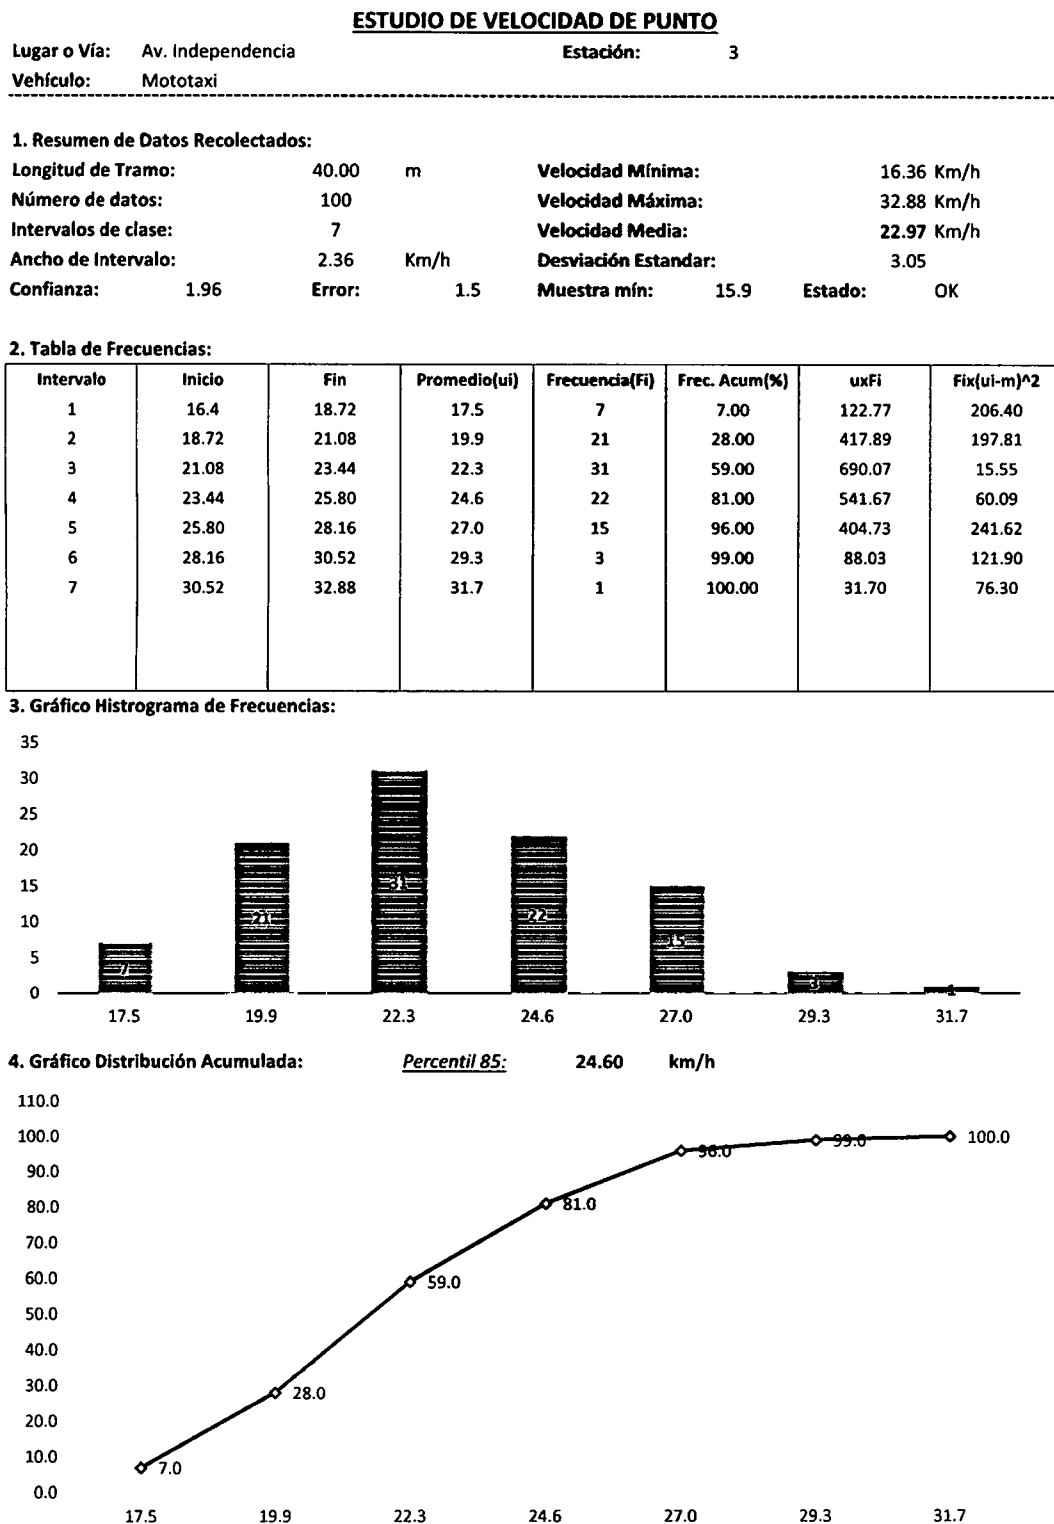 ESTUDIO DE VELOCIDAD DE PUNTO
Lugar o Vía: Av. Independencia Estación: 3
Vehículo: Mototaxi
1. Resumen de Datos Recolectados:
Longitud de Tramo: 40.00 m Velocidad Mínima: 16.36 Km/h
Número de datos: 100 Velocidad Máxima: 32.88 Km/h
Intervalos de clase: 7 Velocidad Media: 22.97 Km/h
Ancho de Intervalo: 2.36 Km/h Desviación Estandar: 3.05
Confianza: 1.96 Error: 1.5 Muestra mín: 15.9 Estado: OK
2. Tabla de Frecuencias:
Intervalo Inicio Fin Promedio(ui) Frecuencia(Fi) Frec. Acum(%) uxFi Fix(ui-m)^2
1 16.4 18.72 17.5 7 7.00 122.77 206.40
2 18.72 21.08 19.9 21 28.00 417.89 197.81
3 21.08 23.44 22.3 31 59.00 690.07 15.55
4 23.44 25.80 24.6 22 81.00 541.67 60.09
5 25.80 28.16 27.0 15 96.00 404.73 241.62
6 28.16 30.52 29.3 3 99.00 88.03 121.90
7 30.52 32.88 31.7 1 100.00 31.70 76.30
3. Gráfico Histrograma de Frecuencias:
35
30
25
20
15
10
5
0
7 21 31 22 15 3 1
17.5 19.9 22.3 24.6 27.0 29.3 31.7
4. Gráfico Distribución Acumulada: Percentil 85: 24.60 km/h
110.0
100.0
90.0
80.0
70.0
60.0
50.0
40.0
30.0
20.0
10.0
0.0
7.0 28.0 59.0 81.0 96.0 99.0 100.0
17.5 19.9 22.3 24.6 27.0 29.3 31.7